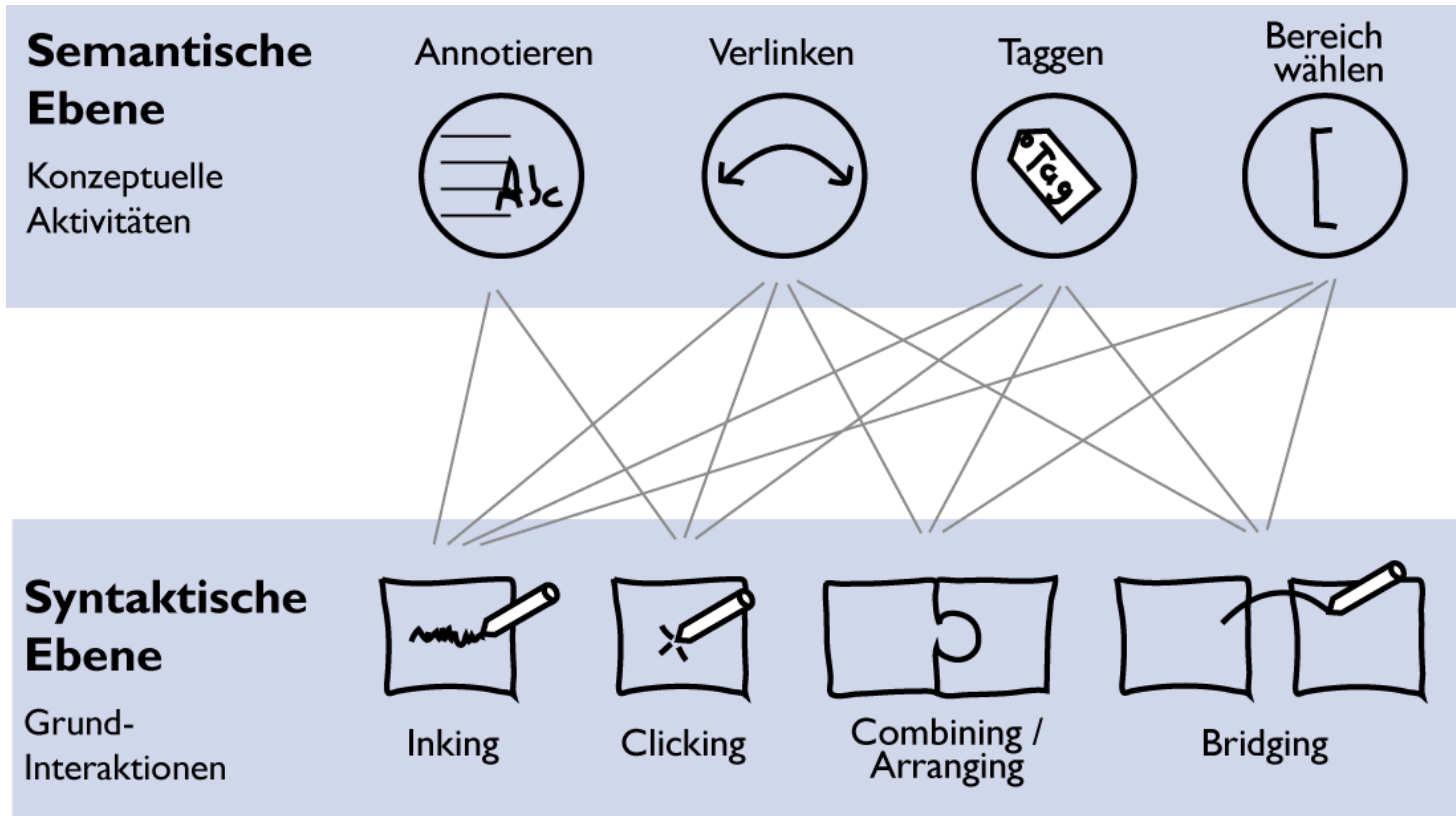 Semantische
Ebene
Konzeptuelle
Aktivitäten
Annotieren
Verlinken
Taggen
Bereich
wählen
Abc
Tag
Syntaktische
Ebene
Grund-
Interaktionen
Inking
Clicking
Combining /
Arranging
Bridging